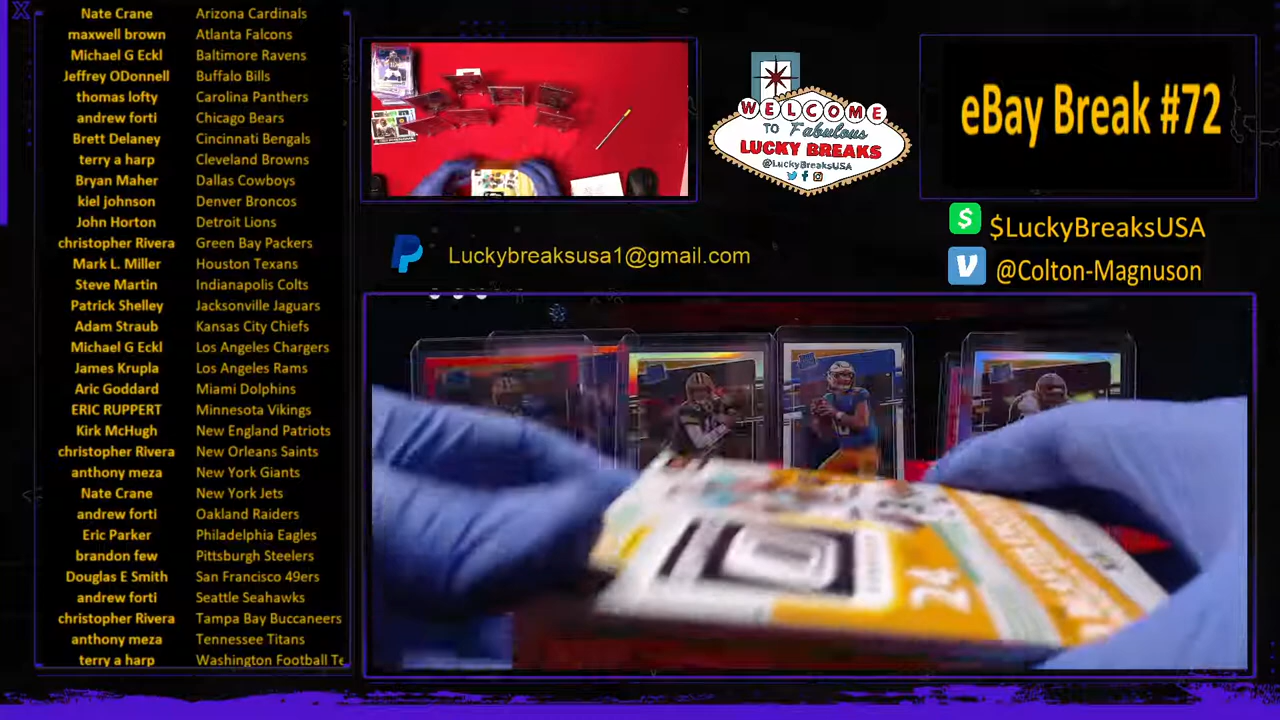 Nate Crane Arizona Cardinals
maxwell brown Atlanta Falcons
Michael G Eckl Baltimore Ravens
Jeffrey ODonnell Buffalo Bills
thomas lofty Carolina Panthers
andrew forti Chicago Bears
Brett Delaney Cincinnati Bengals
terry a harp Cleveland Browns
Bryan Maher Dallas Cowboys
kiel johnson Denver Broncos
John Horton Detroit Lions
christopher Rivera Green Bay Packers
Mark L. Miller Houston Texans
Steve Martin Indianapolis Colts
Patrick Shelley Jacksonville Jaguars
Adam Straub Kansas City Chiefs
Michael G Eckl Los Angeles Chargers
James Krupla Los Angeles Rams
Aric Goddard Miami Dolphins
ERIC RUPPERT Minnesota Vikings
Kirk McHugh New England Patriots
christopher Rivera New Orleans Saints
anthony meza New York Giants
Nate Crane New York Jets
andrew forti Oakland Raiders
Eric Parker Philadelphia Eagles
brandon few Pittsburgh Steelers
Douglas E Smith San Francisco 49ers
andrew forti Seattle Seahawks
christopher Rivera Tampa Bay Buccaneers
anthony meza Tennessee Titans
terry a harp Washington Football Te
WELCOME
TO Fabulous
LUCKY BREAKS
@LuckyBreaksUSA
eBay Break #72
$LuckyBreaksUSA
@Colton-Magnuson
Luckybreaksusa1@gmail.com
24